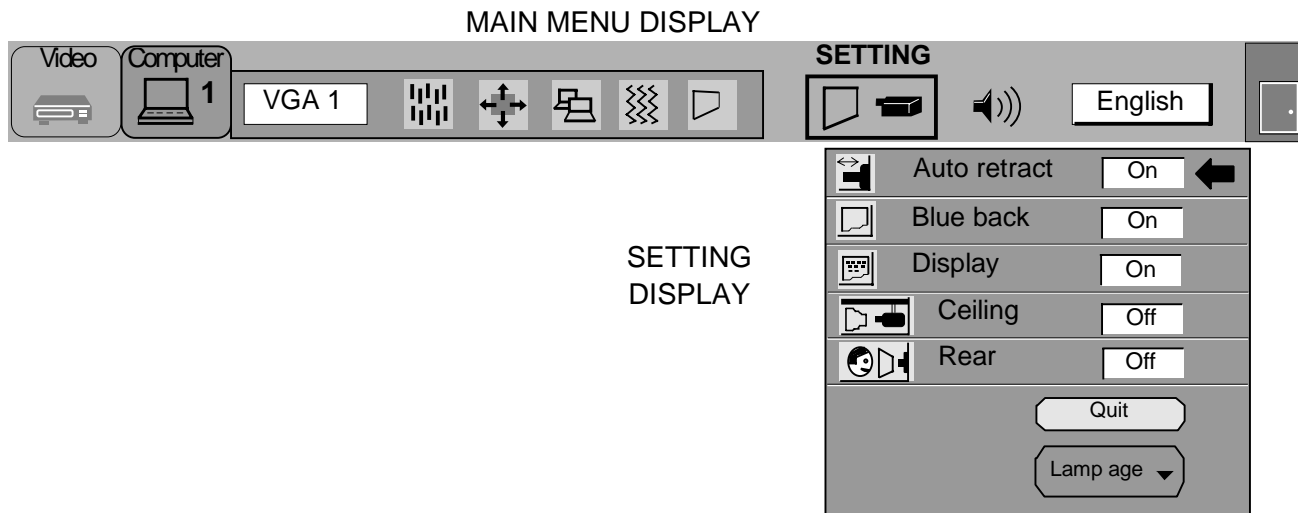 MAIN MENU DISPLAY
Video
Computer
1
VGA 1
SETTING
English
Auto retract On
Blue back On
SETTING
DISPLAY
Display On
Ceiling Off
Rear Off
Quit
Lamp age